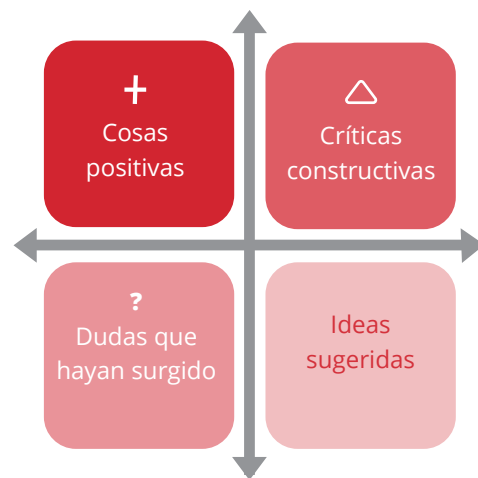 +
Cosas
positivas
Críticas
constructivas
?
Dudas que
hayan surgido
Ideas
sugeridas